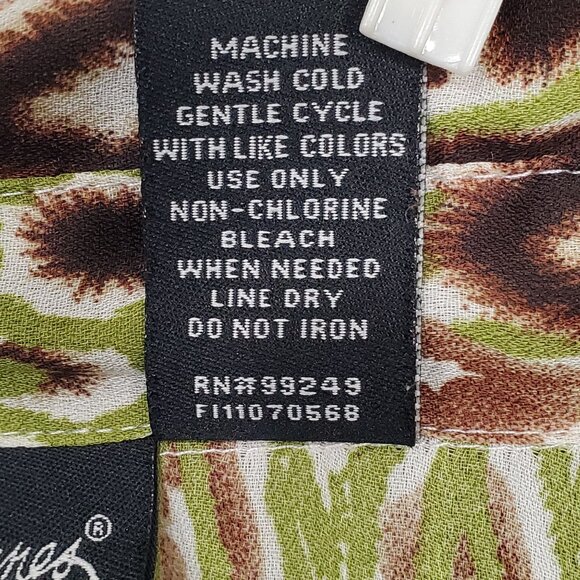 MACHINE
WASH COLD
GENTLE CYCLE
WITH LIKE COLORS
USE ONLY
NON-CHLORINE
BLEACH
WHEN NEEDED
LINE DRY
DO NOT IRON
RN#99249
FI11070568
®